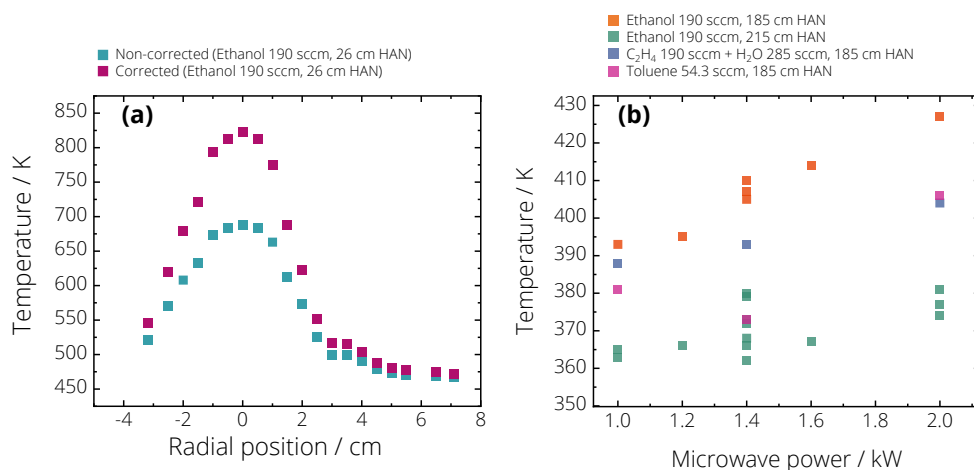 Non-corrected (Ethanol 190 sccm, 26 cm HAN)
Corrected (Ethanol 190 sccm, 26 cm HAN)
(a)
850
800
750
700
650
600
550
500
450
Temperature / K
-4 -2 0 2 4 6 8
Radial position / cm
Ethanol 190 sccm, 185 cm HAN
Ethanol 190 sccm, 215 cm HAN
C₂H₄ 190 sccm + H₂O 285 sccm, 185 cm HAN
Toluene 54.3 sccm, 185 cm HAN
(b)
430
420
410
400
390
380
370
360
350
Temperature / K
1.0 1.2 1.4 1.6 1.8 2.0
Microwave power / kW